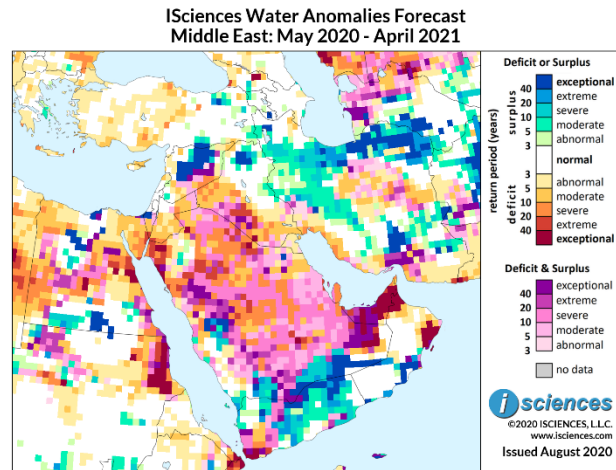 ISciences Water Anomalies Forecast
Middle East: May 2020 - April 2021
Deficit or Surplus
return period (years)
surplus
deficit
exceptional
40
extreme
20
severe
10
moderate
5
abnormal
3
normal
3
abnormal
5
moderate
10
severe
20
extreme
40
exceptional
Deficit & Surplus
exceptional
40
extreme
20
severe
10
moderate
5
abnormal
3
no data
i sciences
©2020 ISCIENCES, L.L.C.
www.isciences.com
Issued August 2020